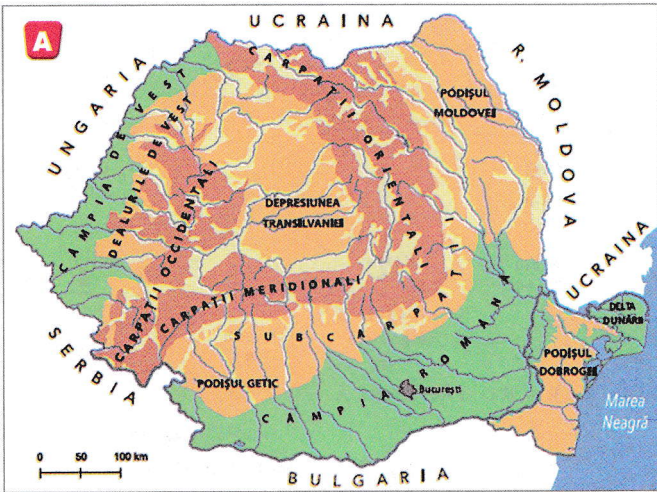 A
UCRAINA
UNGARIA
R. MOLDOVA
CARPAȚII ORIENTALI
PODIȘUL
MOLDOVEI
CÂMPIA DE VEST
DEALURILE DE VEST
CARPAȚII OCCIDENTALI
DEPRESIUNEA
TRANSILVANIEI
CARPAȚII MERIDIONALI
SUBCARPAȚII
UCRAINA
DELTA
DUNĂRII
SERBIA
PODIȘUL GETIC
CÂMPIA ROMÂNĂ
București
PODIȘUL
DOBROGEI
Marea
Neagră
0 50 100 km
BULGARIA